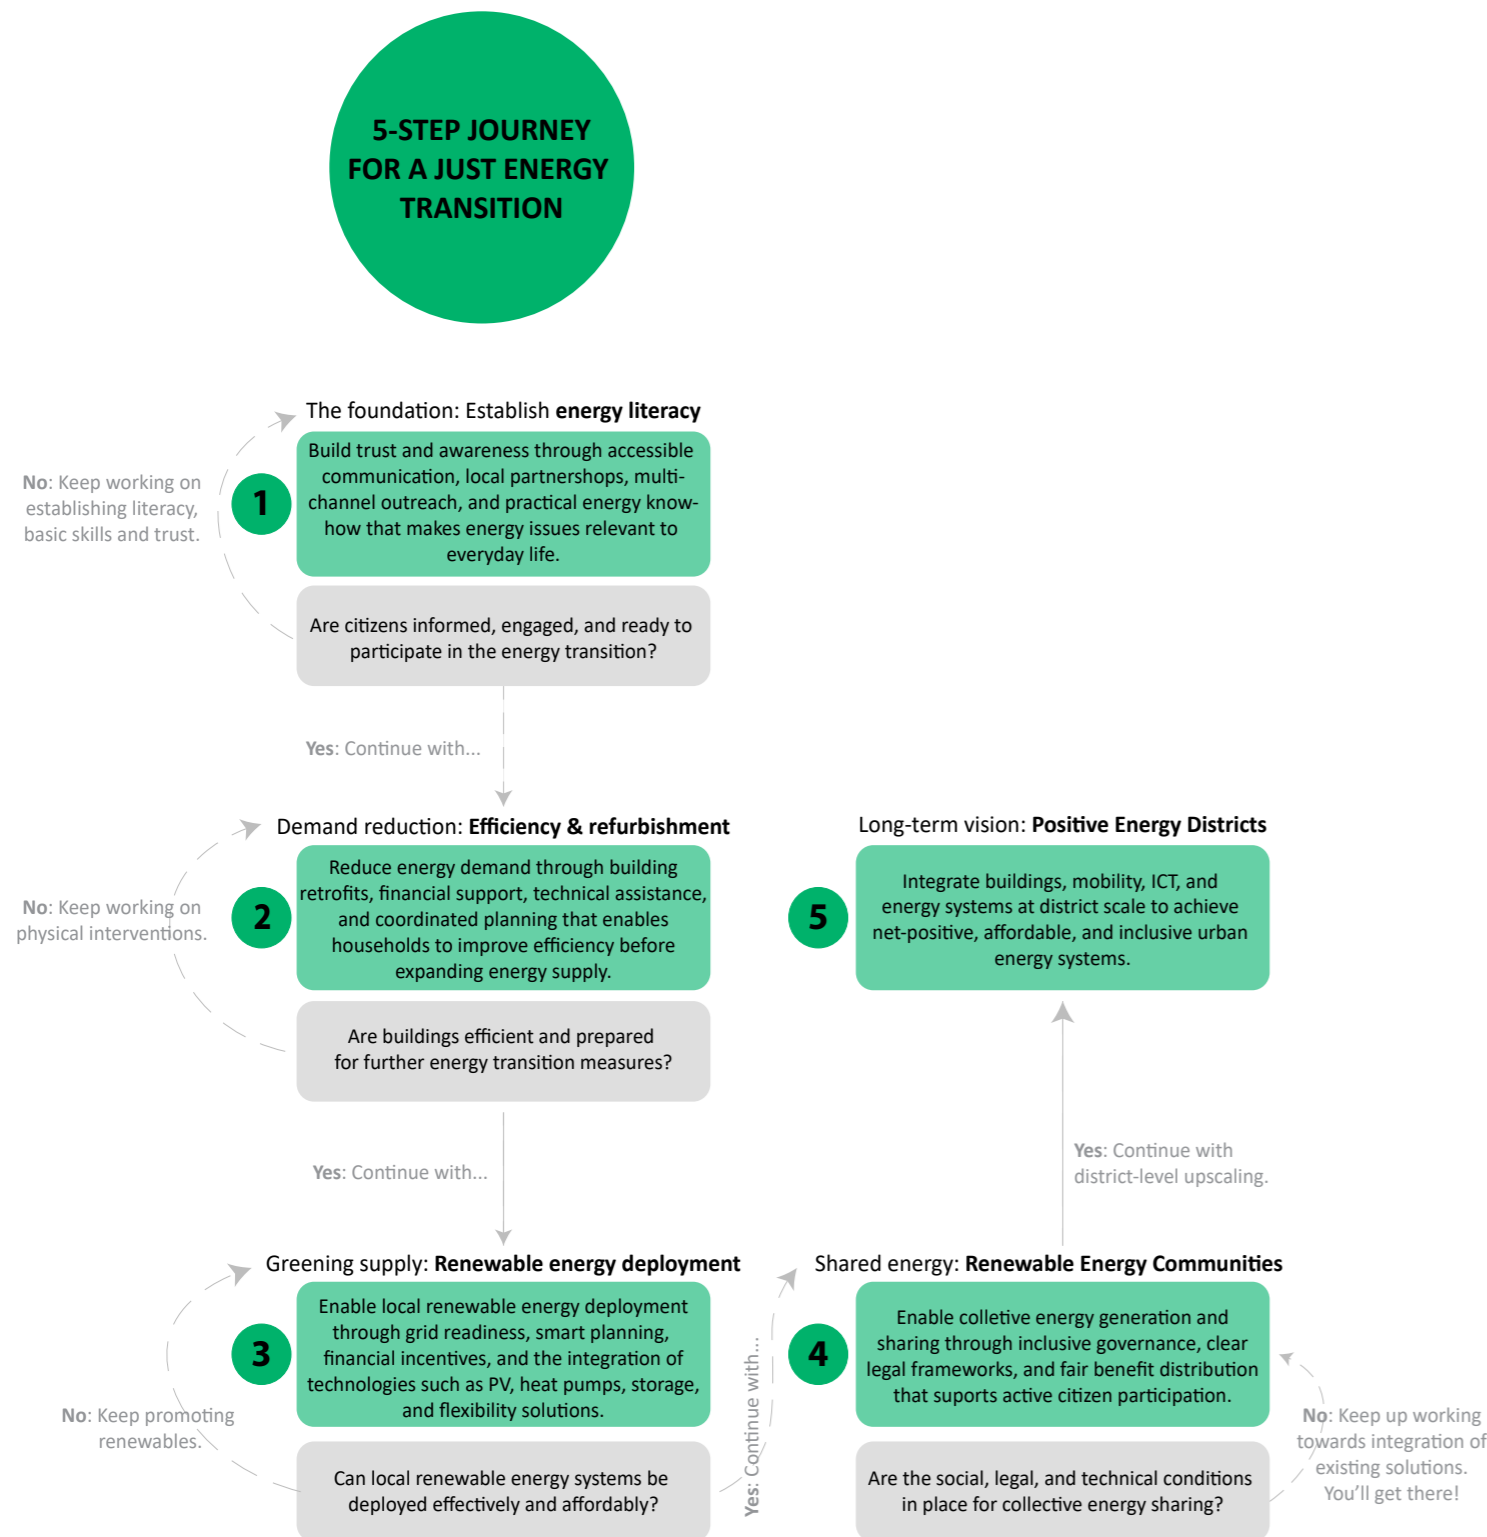 5-STEP JOURNEY
FOR A JUST ENERGY
TRANSITION
The foundation: Establish energy literacy
1
Build trust and awareness through accessible
communication, local partnershops, multi-
channel outreach, and practical energy know-
how that makes energy issues relevant to
everyday life.
No: Keep working on
establishing literacy,
basic skills and trust.
Are citizens informed, engaged, and ready to
participate in the energy transition?
Yes: Continue with...
Demand reduction: Efficiency & refurbishment
2
Reduce energy demand through building
retrofits, financial support, technical assistance,
and coordinated planning that enables
households to improve efficiency before
expanding energy supply.
No: Keep working on
physical interventions.
Are buildings efficient and prepared
for further energy transition measures?
Yes: Continue with...
Greening supply: Renewable energy deployment
3
Enable local renewable energy deployment
through grid readiness, smart planning,
financial incentives, and the integration of
technologies such as PV, heat pumps, storage,
and flexibility solutions.
No: Keep promoting
renewables.
Can local renewable energy systems be
deployed effectively and affordably?
Yes: Continue with...
Shared energy: Renewable Energy Communities
4
Enable colletive energy generation and
sharing through inclusive governance, clear
legal frameworks, and fair benefit distribution
that suports active citizen participation.
Are the social, legal, and technical conditions
in place for collective energy sharing?
No: Keep up working
towards integration of
existing solutions.
You'll get there!
Yes: Continue with
district-level upscaling.
Long-term vision: Positive Energy Districts
5
Integrate buildings, mobility, ICT, and
energy systems at district scale to achieve
net-positive, affordable, and inclusive urban
energy systems.